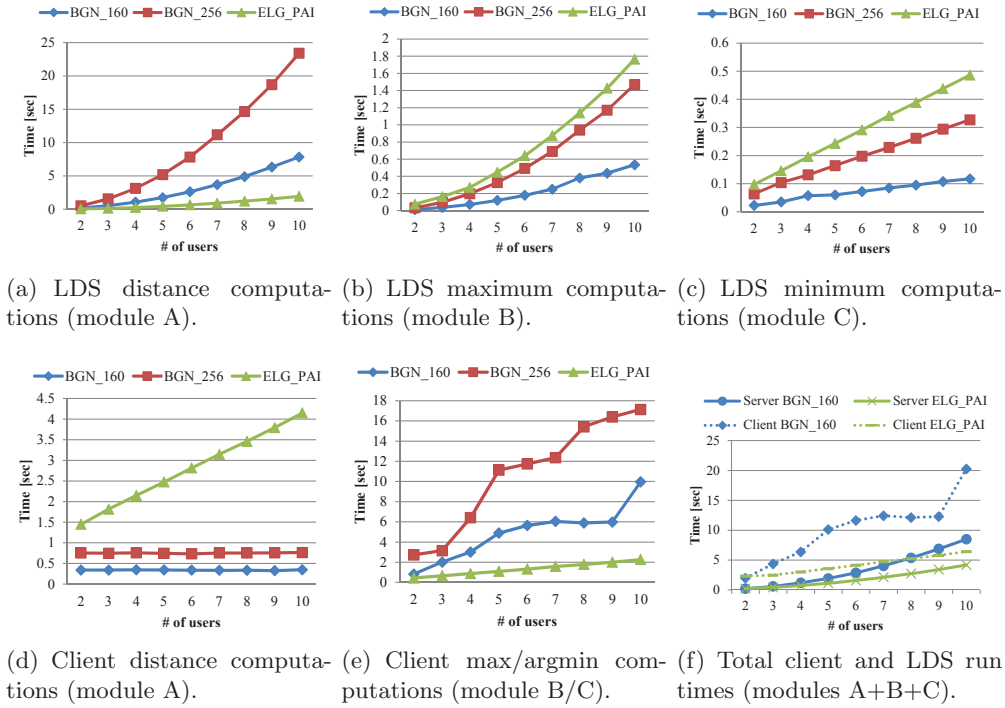 BGN_160 BGN_256 ELG_PAI
25
20
15
10
5
0
Time [sec]
2 3 4 5 6 7 8 9 10
# of users
(a) LDS distance computa-
tions (module A).
BGN_160 BGN_256 ELG_PAI
2
1.8
1.6
1.4
1.2
1
0.8
0.6
0.4
0.2
0
Time [sec]
2 3 4 5 6 7 8 9 10
# of users
(b) LDS maximum computa-
tions (module B).
BGN_160 BGN_256 ELG_PAI
0.6
0.5
0.4
0.3
0.2
0.1
0
Time [sec]
2 3 4 5 6 7 8 9 10
# of users
(c) LDS minimum computa-
tions (module C).
BGN_160 BGN_256 ELG_PAI
4.5
4
3.5
3
2.5
2
1.5
1
0.5
0
Time [sec]
2 3 4 5 6 7 8 9 10
# of users
(d) Client distance computa-
tions (module A).
BGN_160 BGN_256 ELG_PAI
18
16
14
12
10
8
6
4
2
0
Time [sec]
2 3 4 5 6 7 8 9 10
# of users
(e) Client max/argmin com-
putations (module B/C).
Server BGN_160 Server ELG_PAI
Client BGN_160 Client ELG_PAI
25
20
15
10
5
0
Time [sec]
2 3 4 5 6 7 8 9 10
# of users
(f) Total client and LDS run
times (modules A+B+C).